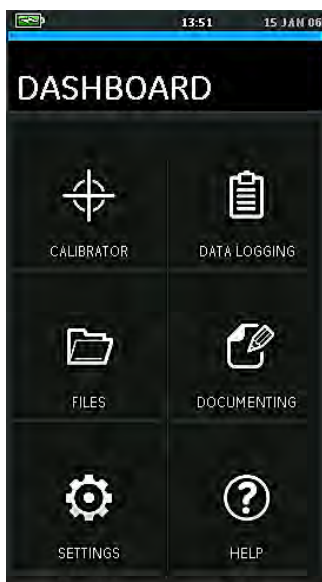 13:51 15 JAN 06
DASHBOARD
CALIBRATOR DATA LOGGING
FILES DOCUMENTING
SETTINGS HELP